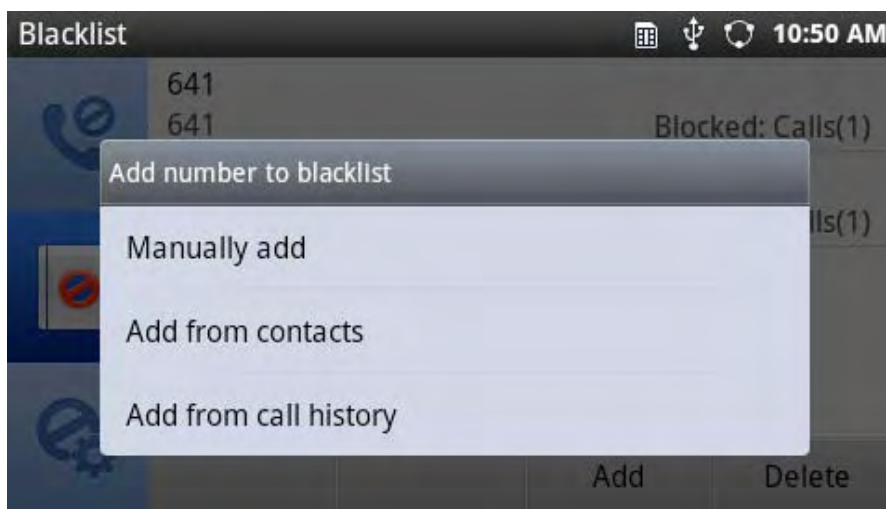 Blacklist 10:50 AM
641
641 Blocked: Calls(1)
Add number to blacklist
lls(1)
Manually add
Add from contacts
Add from call history
Add Delete